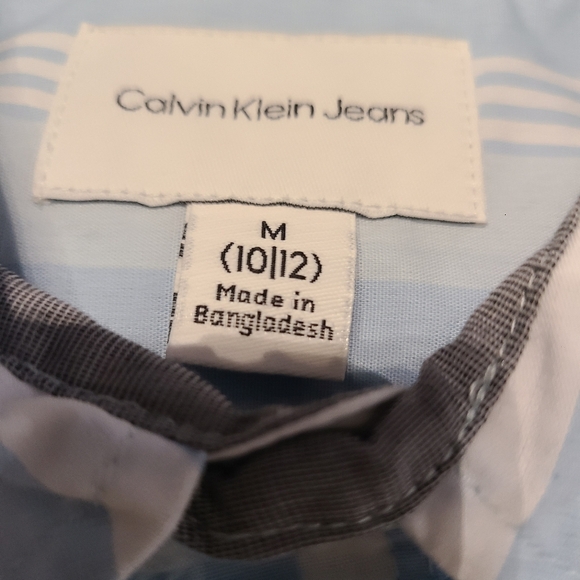 Calvin Klein Jeans
M
(10|12)
Made in
Bangladesh